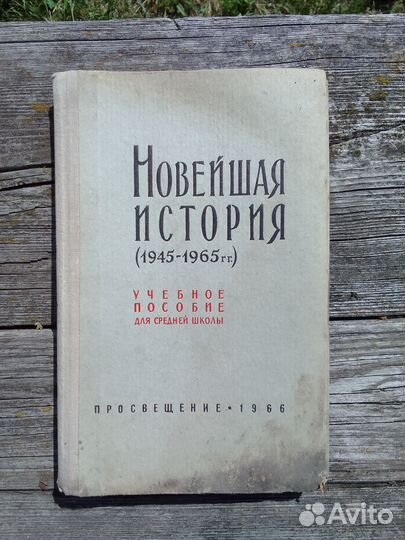 Новейшая
история
(1945-1965 гг.)
УЧЕБНОЕ
ПОСОБИЕ
ДЛЯ СРЕДНЕЙ ШКОЛЫ
ПРОСВЕЩЕНИЕ • 1966
Avito